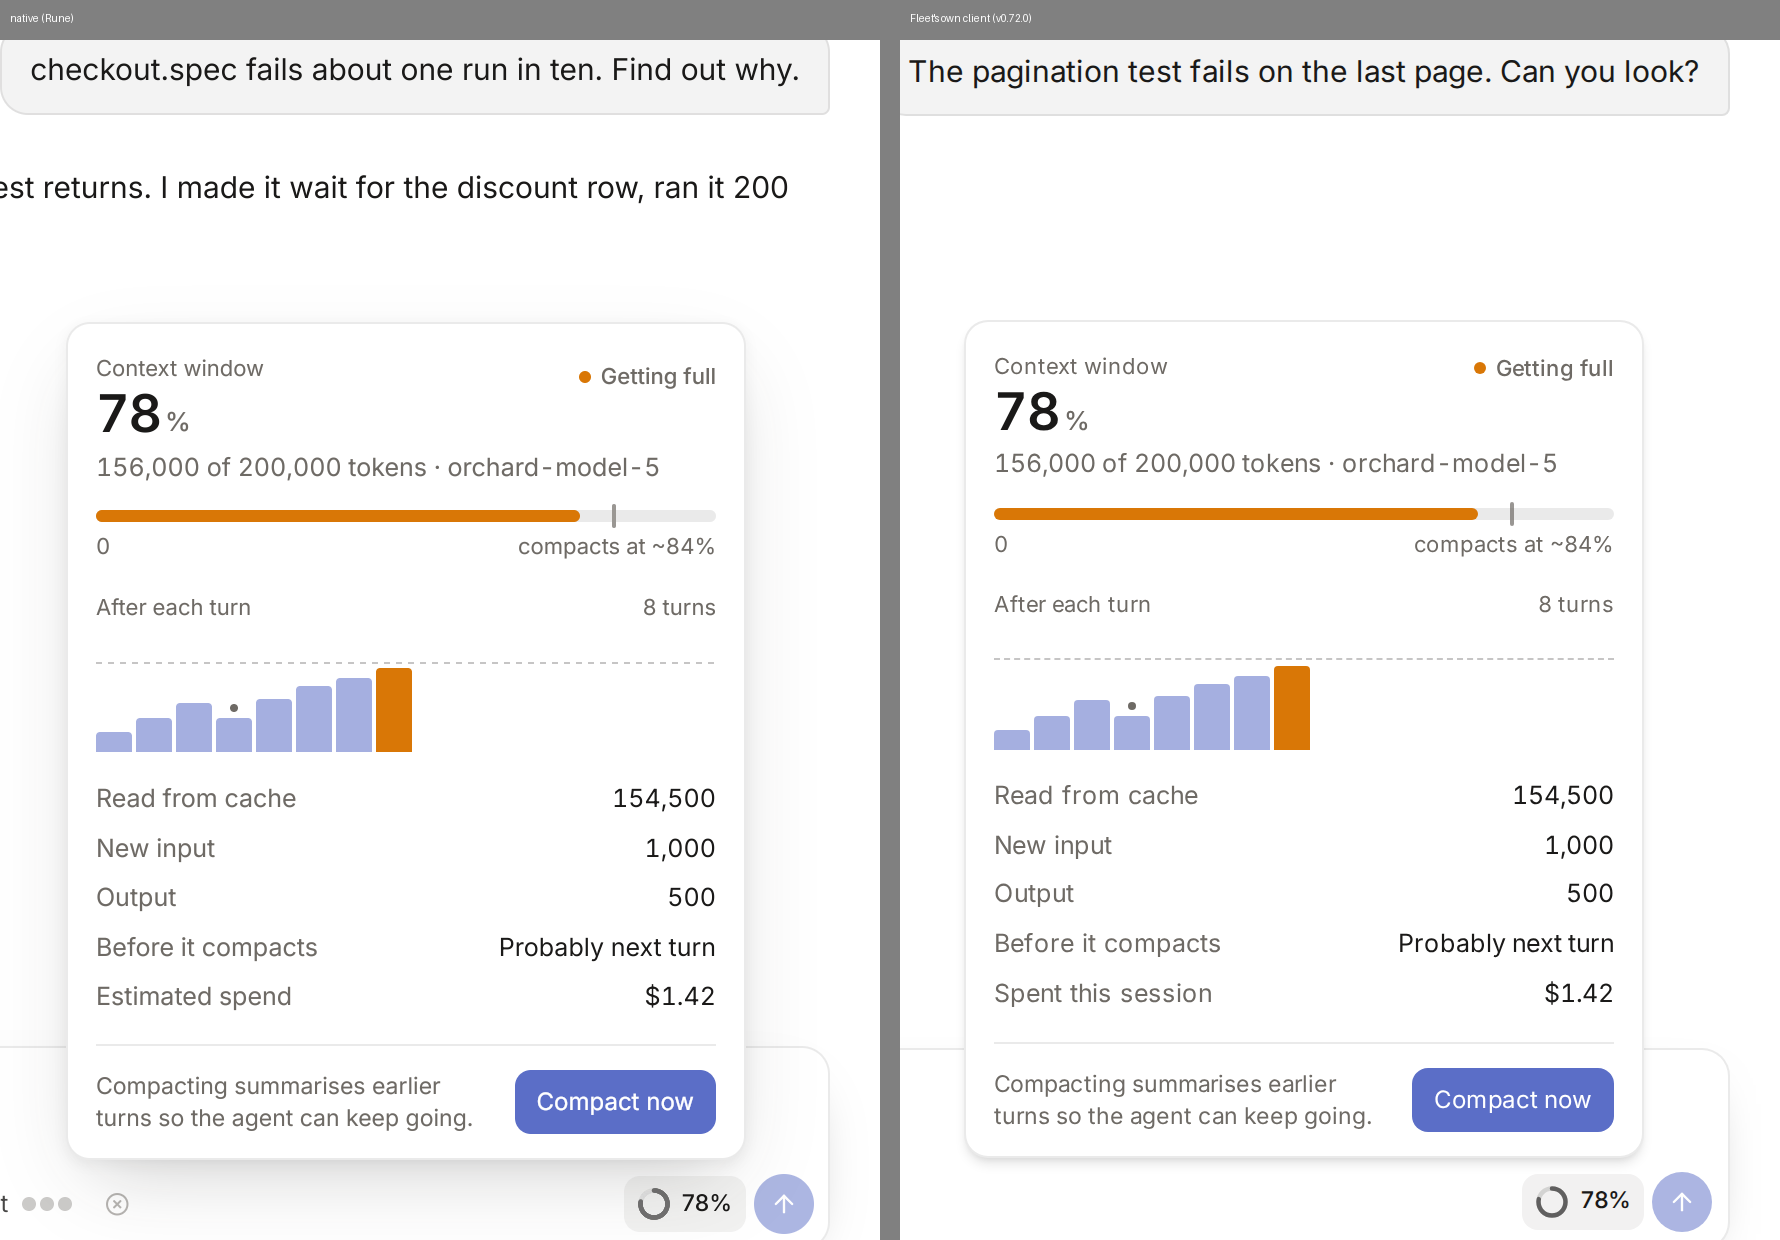 native (Rune)
checkout.spec fails about one run in ten. Find out why.
est returns. I made it wait for the discount row, ran it 200
Context window
Getting full
78%
156,000 of 200,000 tokens · orchard-model-5
0
compacts at ~84%
After each turn
8 turns
Read from cache
154,500
New input
1,000
Output
500
Before it compacts
Probably next turn
Estimated spend
$1.42
Compacting summarises earlier
turns so the agent can keep going.
Compact now
t
78%
Fleet's own client (v0.72.0)
The pagination test fails on the last page. Can you look?
Context window
Getting full
78%
156,000 of 200,000 tokens · orchard-model-5
0
compacts at ~84%
After each turn
8 turns
Read from cache
154,500
New input
1,000
Output
500
Before it compacts
Probably next turn
Spent this session
$1.42
Compacting summarises earlier
turns so the agent can keep going.
Compact now
78%